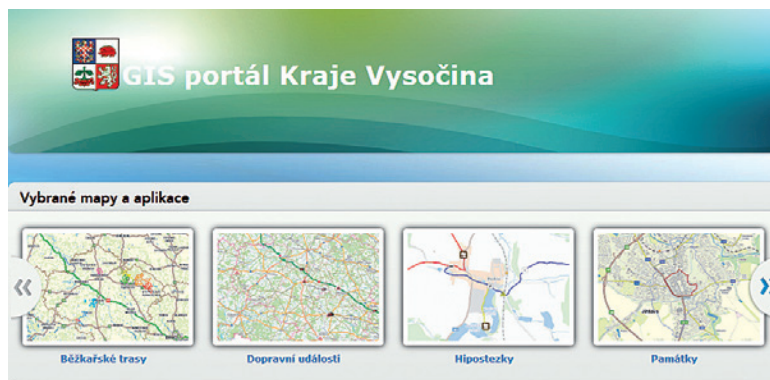 GIS portál Kraje Vysočina
Vybrané mapy a aplikace
Běžkařské trasy
Dopravní události
Hipostezky
Památky